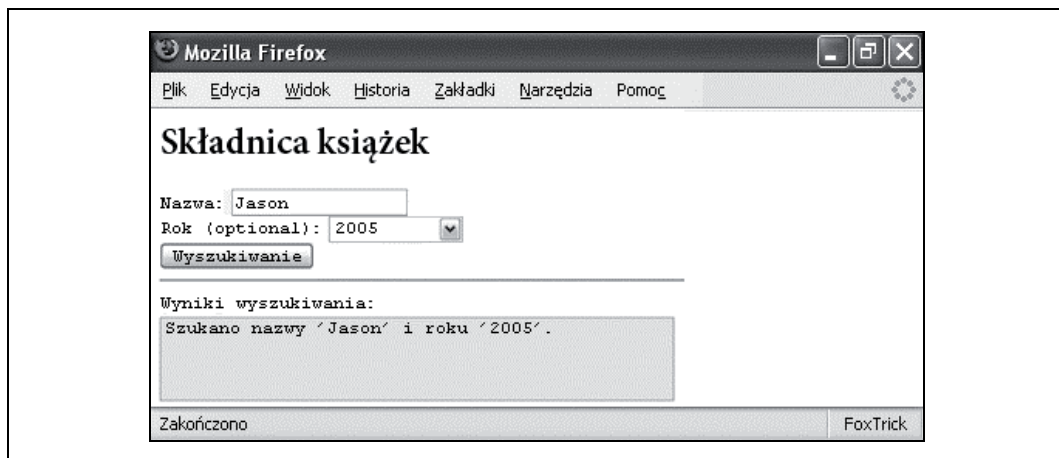 Mozilla Firefox
Plik Edycja Widok Historia Zakładki Narzędzia Pomoc
Składnica książek
Nazwa: Jason
Rok (optional): 2005
Wyszukiwanie
Wyniki wyszukiwania:
Szukano nazwy ′Jason′ i roku ′2005′.
Zakończono FoxTrick